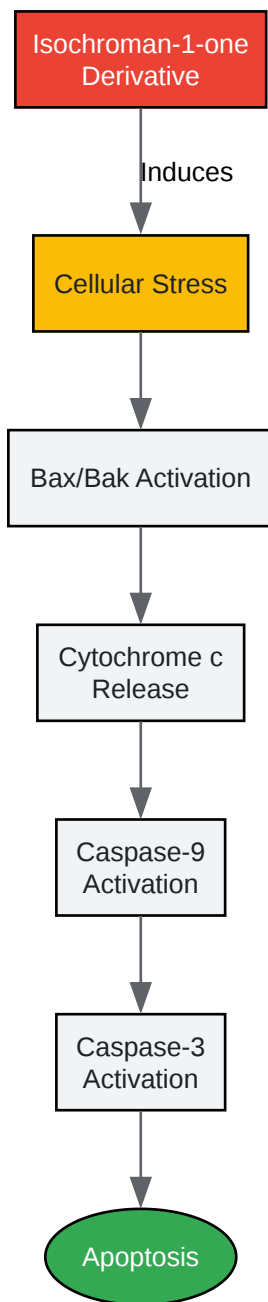 Isochroman-1-one
Derivative
Induces
Cellular Stress
Bax/Bak Activation
Cytochrome c
Release
Caspase-9
Activation
Caspase-3
Activation
Apoptosis